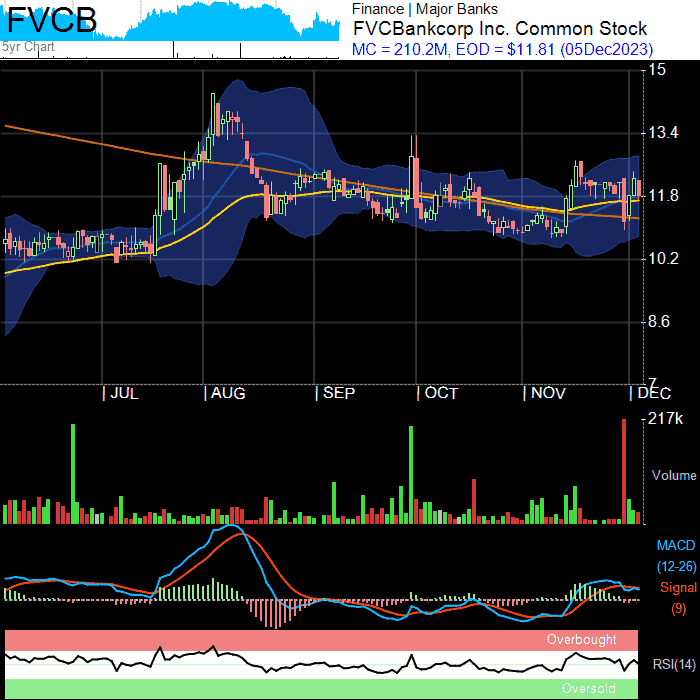 FVCB
5yr Chart
Finance | Major Banks
FVCBankcorp Inc. Common Stock
MC = 210.2M, EOD = $11.81 (05Dec2023)
15
13.4
11.8
10.2
8.6
7
JUL
AUG
SEP
OCT
NOV
DEC
217k
Volume
MACD
(12-26)
Signal
(9)
Overbought
RSI(14)
Oversold